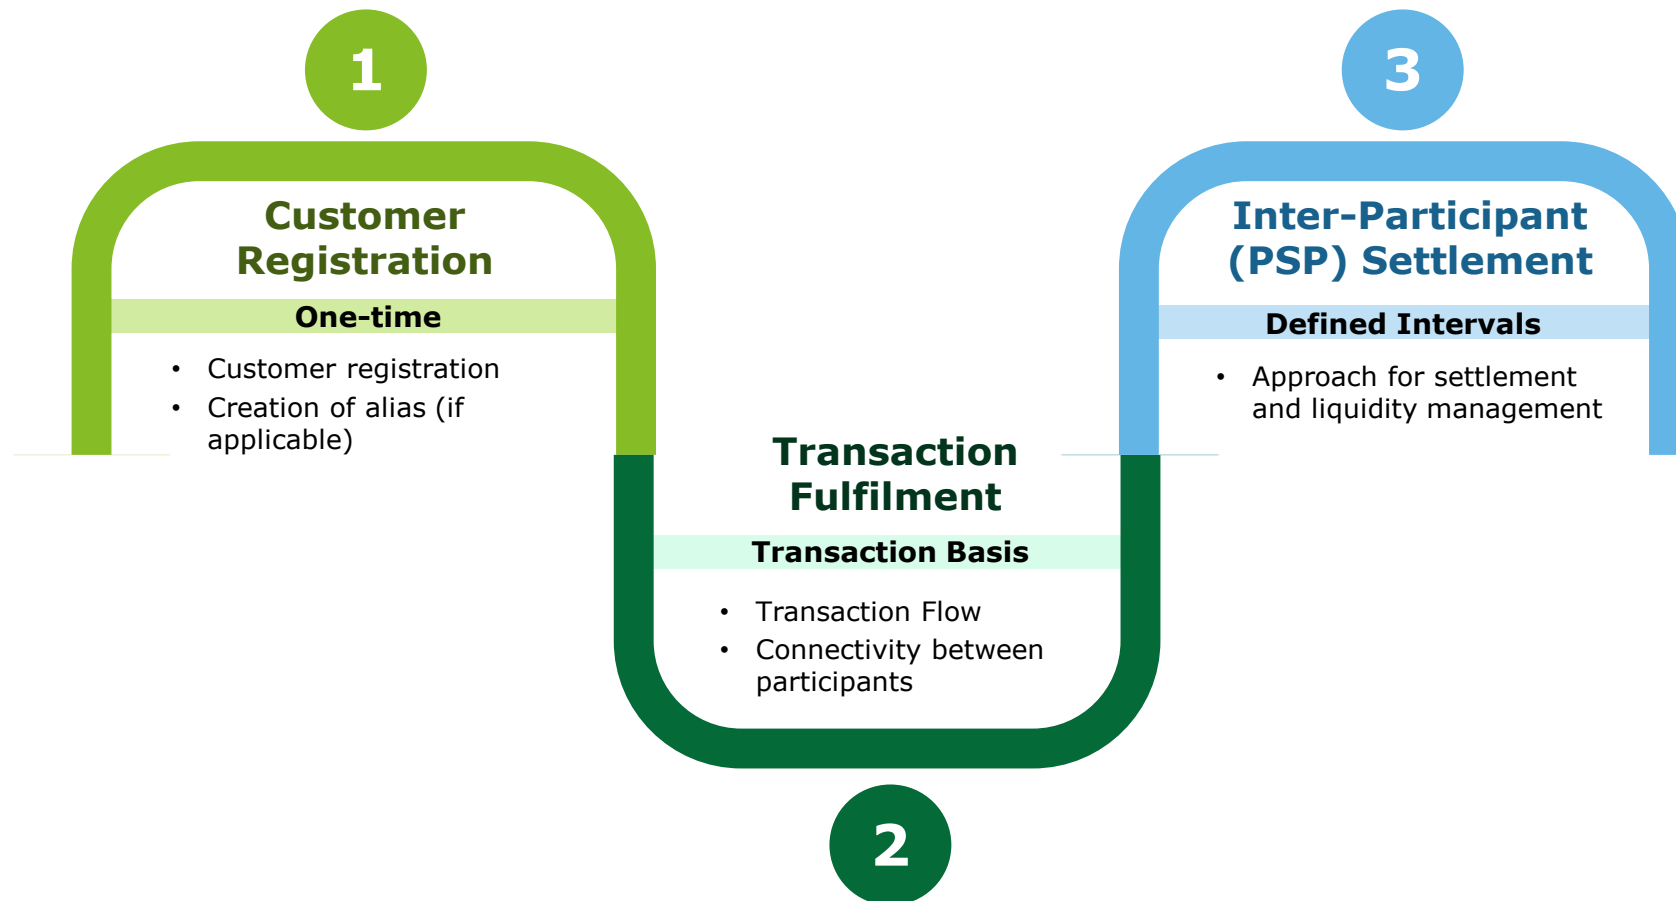 1
Customer
Registration
One-time
• Customer registration
• Creation of alias (if
applicable)
2
Transaction
Fulfilment
Transaction Basis
• Transaction Flow
• Connectivity between
participants
3
Inter-Participant
(PSP) Settlement
Defined Intervals
• Approach for settlement
and liquidity management